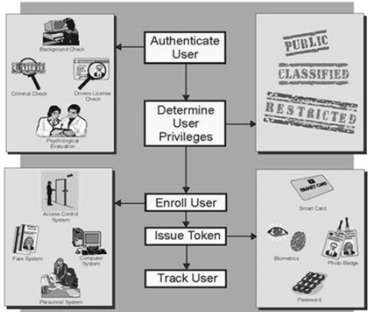 Background Check
Criminal Check
Drivers License
Check
Psychological
Evaluation
Authenticate
User
PUBLIC
CLASSIFIED
RESTRICTED
Determine
User
Privileges
Access Control
System
Fare System
Computer
System
Personnel System
Enroll User
Issue Token
Track User
SMART CARD
Smart Card
Biometrics
Photo Badge
Password